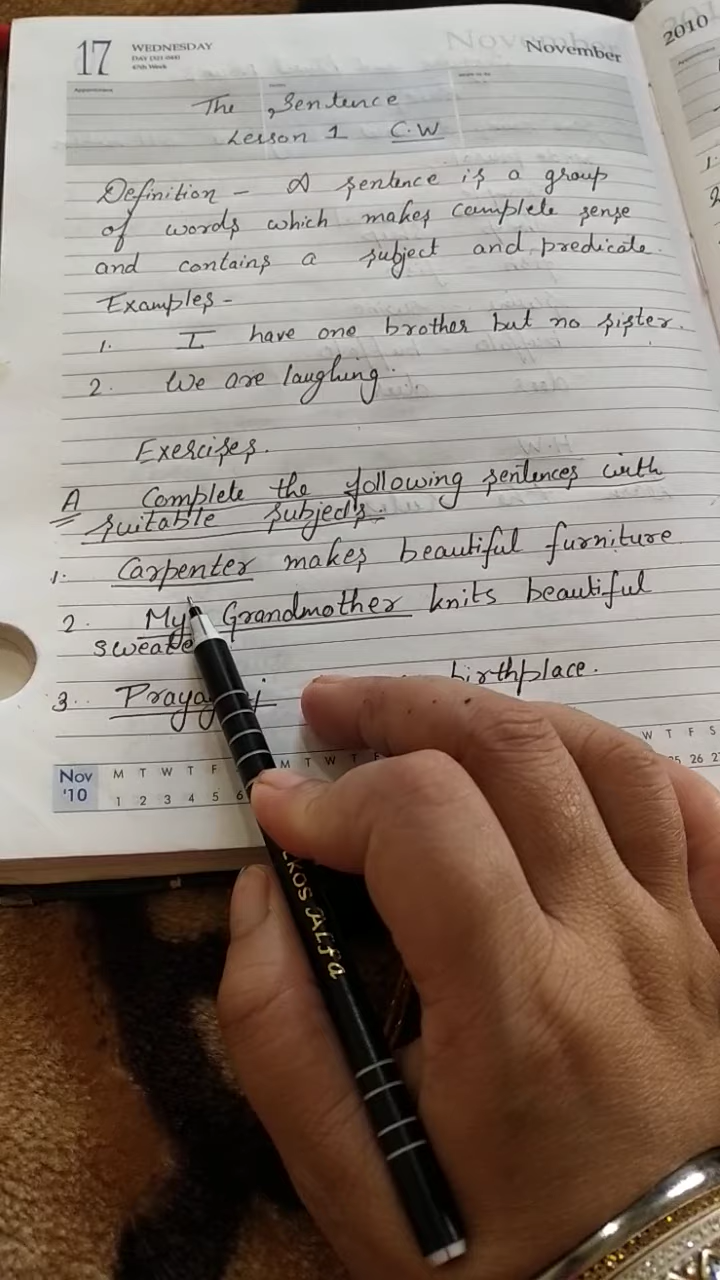 17 WEDNESDAY November
2010
The Sentence
Lesson 1 C.W
Definition - A sentence is a group
of words which makes complete sense
and contains a subject and predicate.
Examples -
1. I have one brother but no sister.
2. We are laughing.
Exercises.
A Complete the following sentences with
suitable subjects.
1. Carpenter makes beautiful furniture
2. My Grandmother knits beautiful
3. birthplace.
Nov M T W T F M T W W T F S
'10 1 2 3 4 5 6 26
Alfa